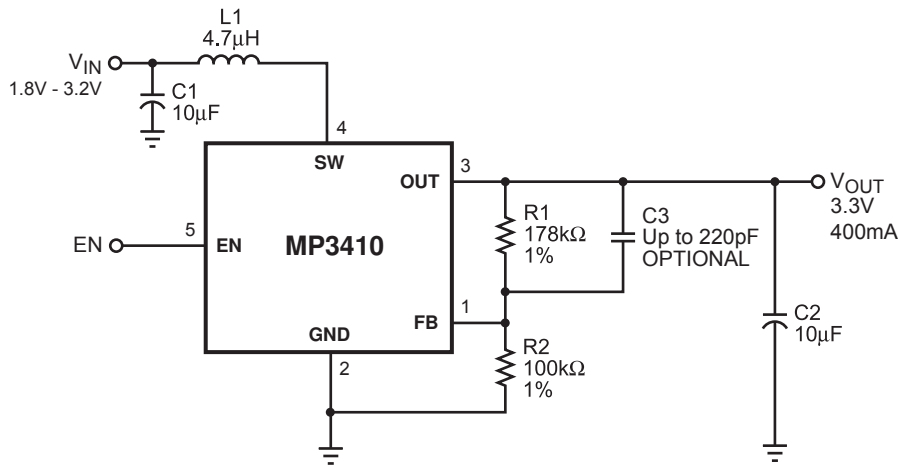 L1
4.7µH
VIN
1.8V - 3.2V
C1
10µF
4
SW
3
OUT
VOUT
3.3V
400mA
R1
178kΩ
1%
C3
Up to 220pF
OPTIONAL
EN
5
EN
MP3410
1
FB
C2
10µF
GND
2
R2
100kΩ
1%